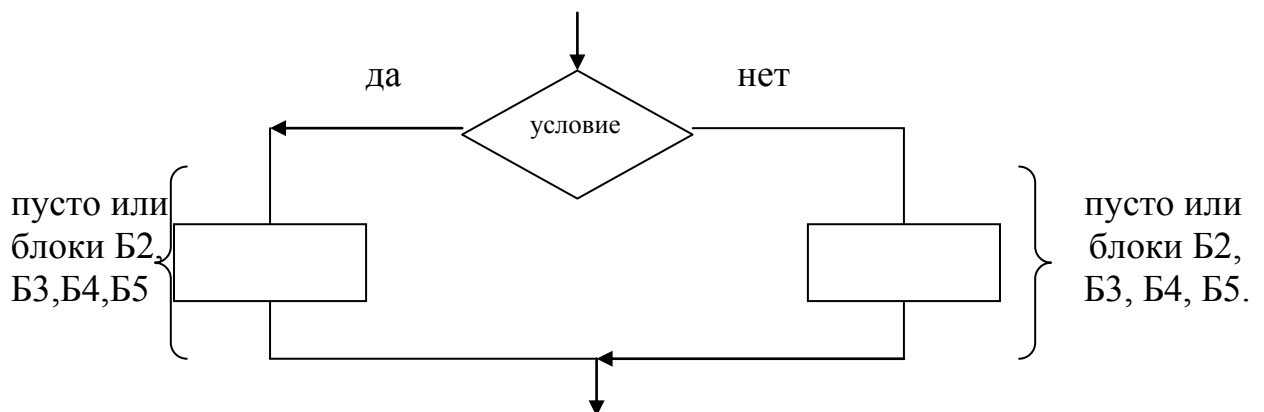 да
нет
условие
пусто или
блоки Б2,
Б3,Б4,Б5
пусто или
блоки Б2,
Б3, Б4, Б5.